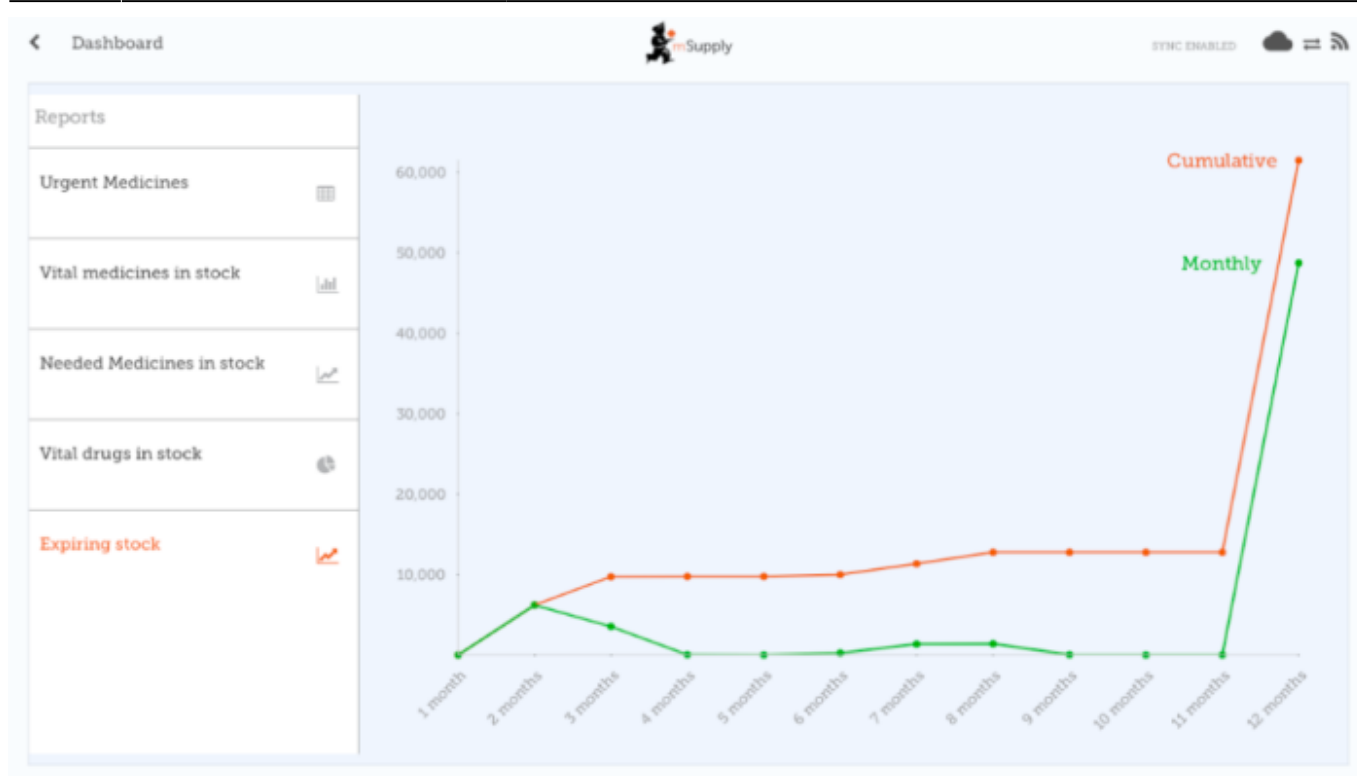 Dashboard
mSupply
SYNC ENABLED
Reports
Urgent Medicines
Vital medicines in stock
Needed Medicines in stock
Vital drugs in stock
Expiring stock
Cumulative
Monthly
60,000
50,000
40,000
30,000
20,000
10,000
1 month
2 months
3 months
4 months
5 months
6 months
7 months
8 months
9 months
10 months
11 months
12 months